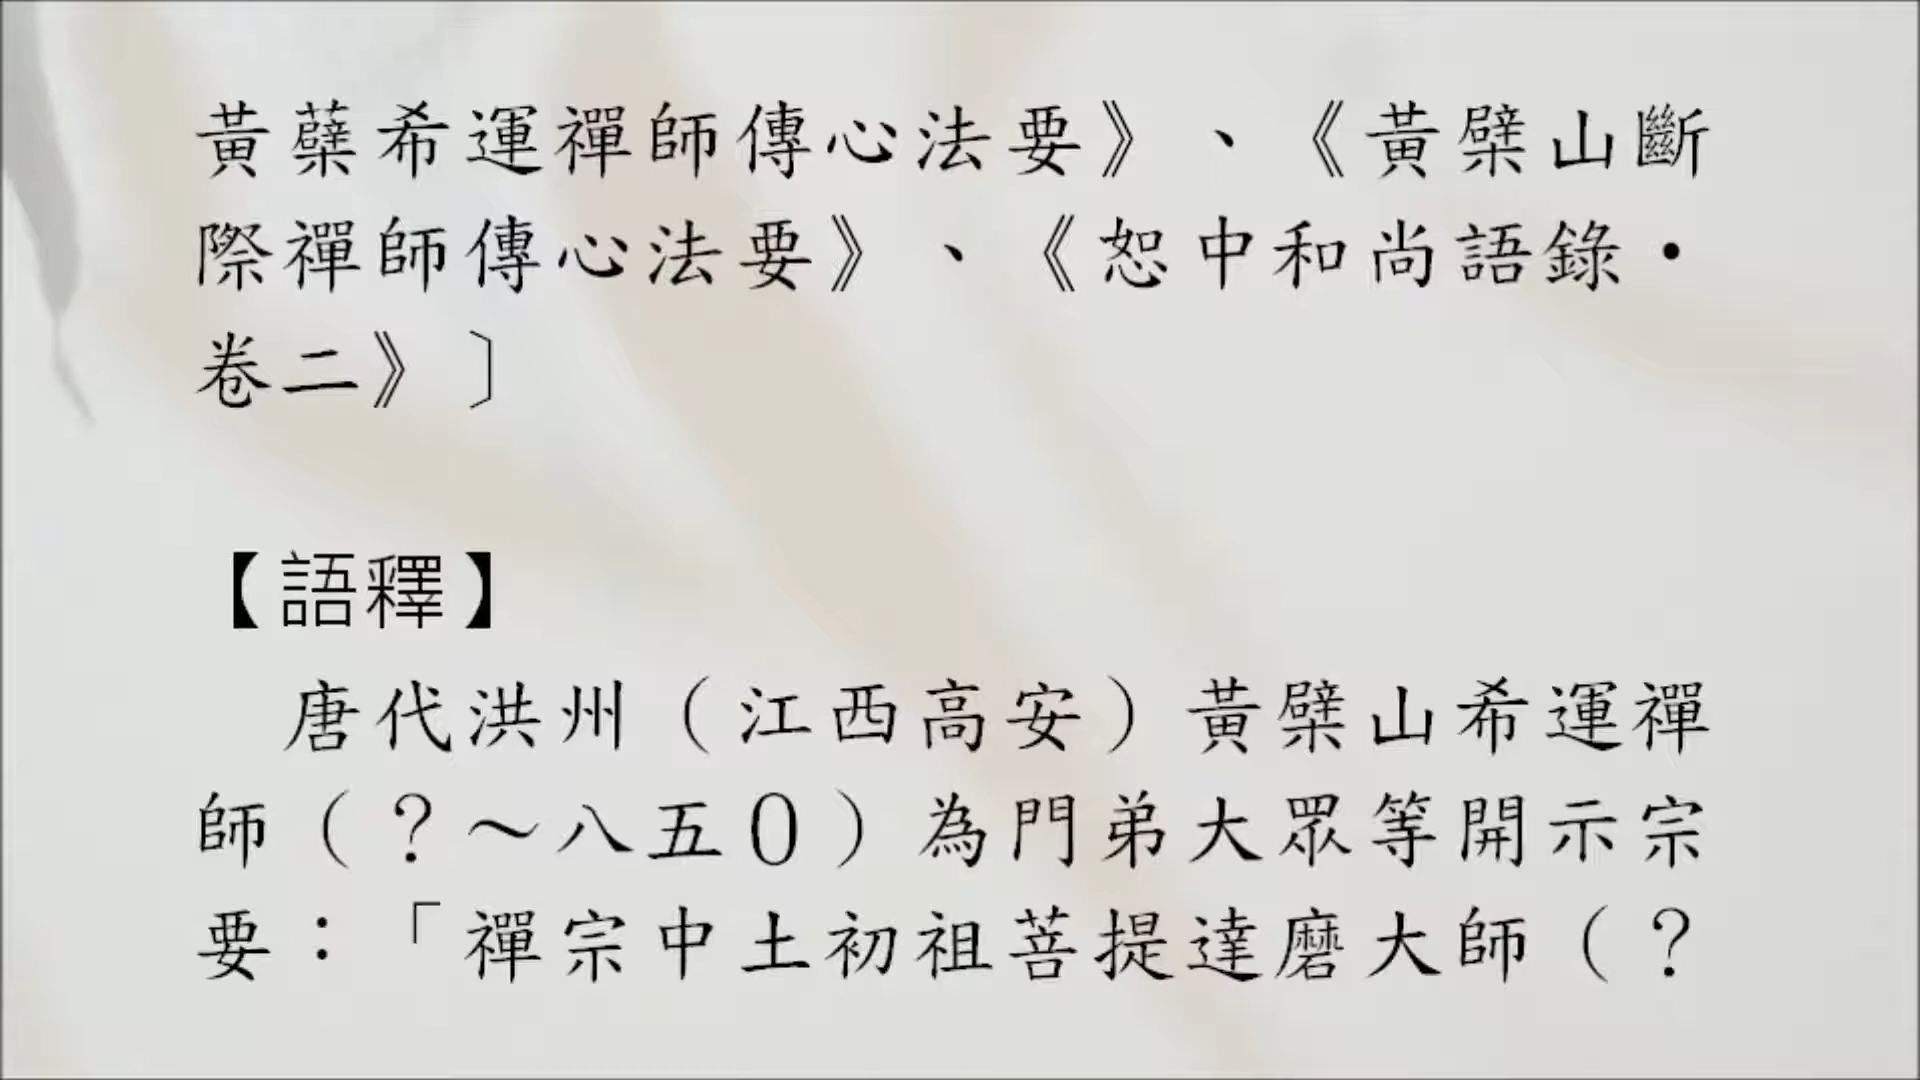 黃蘗希運禪師傳心法要》、《黃檗山斷
際禪師傳心法要》、《恕中和尚語錄•
卷二》〕
【語釋】
唐代洪州（江西高安）黃檗山希運禪
師（？～八五０）為門弟大眾等開示宗
要：「禪宗中土初祖菩提達磨大師（？